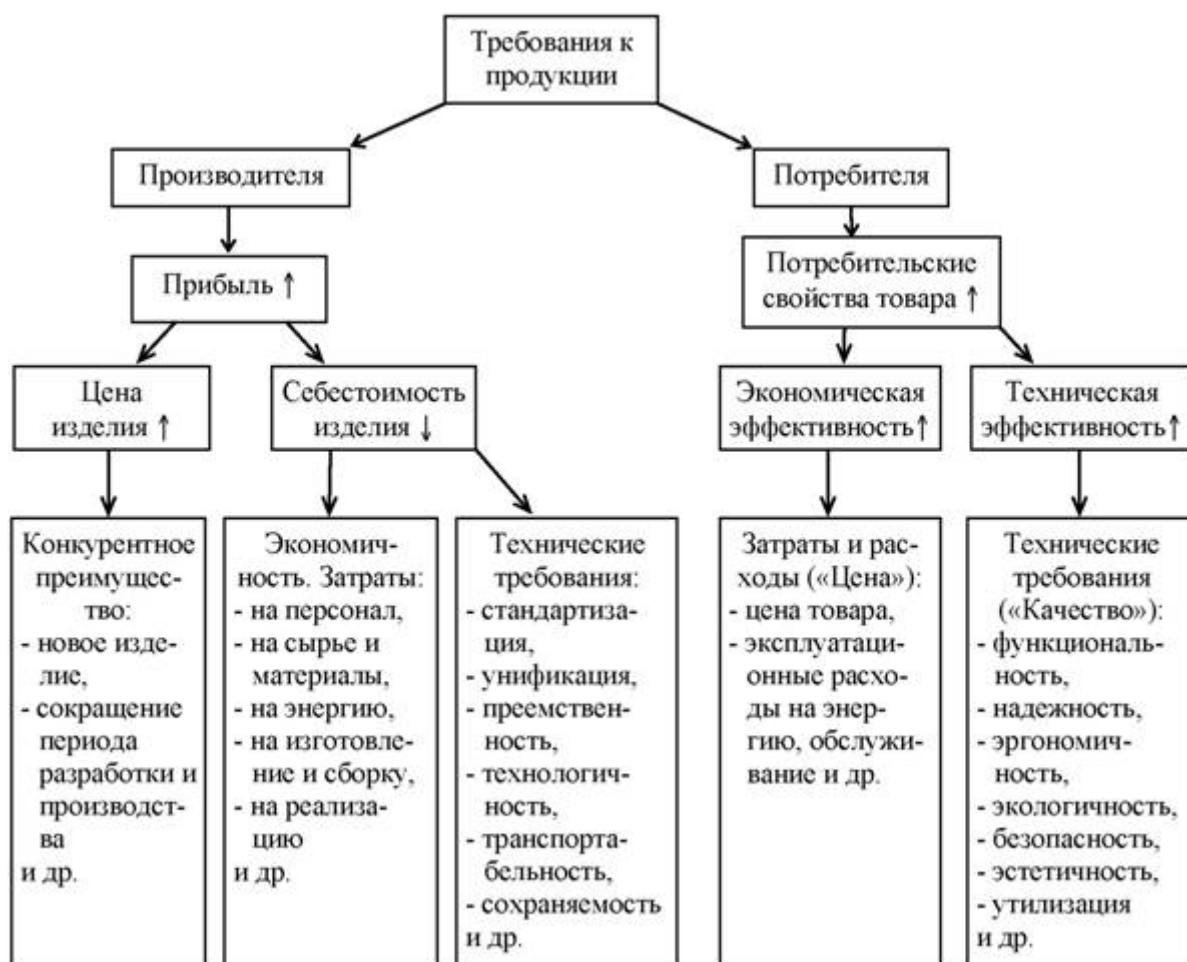 Требования к
продукции
Производителя
Потребителя
Прибыль ↑
Потребительские
свойства товара ↑
Цена
изделия ↑
Себестоимость
изделия ↓
Экономическая
эффективность↑
Техническая
эффективность↑
Конкурентное
преимущес-
тво:
- новое изде-
лие,
- сокращение
периода
разработки и
производст-
ва
и др.
Экономич-
ность. Затраты:
- на персонал,
- на сырье и
материалы,
- на энергию,
- на изготовле-
ние и сборку,
- на реализа-
цию
и др.
Технические
требования:
- стандартиза-
ция,
- унификация,
- преемствен-
ность,
- технологич-
ность,
- транспорта-
бельность,
- сохраняемость
и др.
Затраты и рас-
ходы («Цена»):
- цена товара,
- эксплуатаци-
онные расхо-
ды на энер-
гию, обслужи-
вание и др.
Технические
требования
(«Качество»):
- функциональ-
ность,
- надежность,
- эргономич-
ность,
- экологичность,
- безопасность,
- эстетичность,
- утилизация
и др.